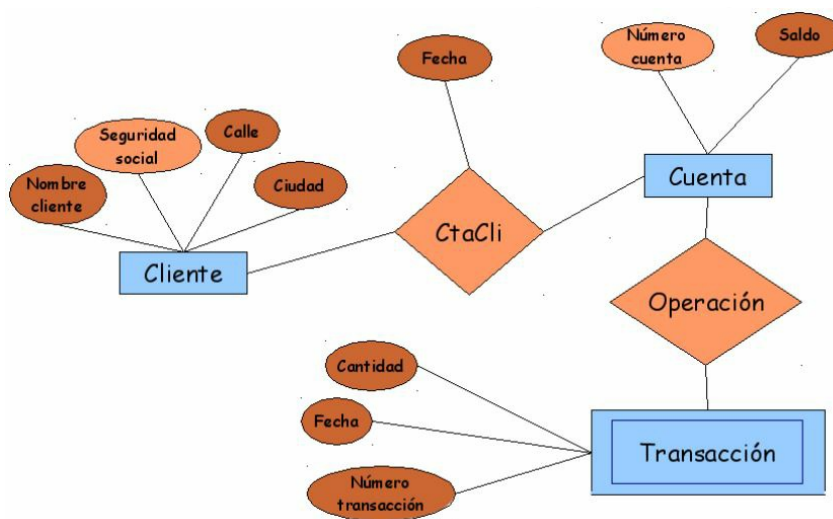 Fecha
Número
cuenta
Saldo
Seguridad
social
Calle
Nombre
cliente
Ciudad
Cuenta
CtaCli
Cliente
Operación
Cantidad
Fecha
Transacción
Número
transacción